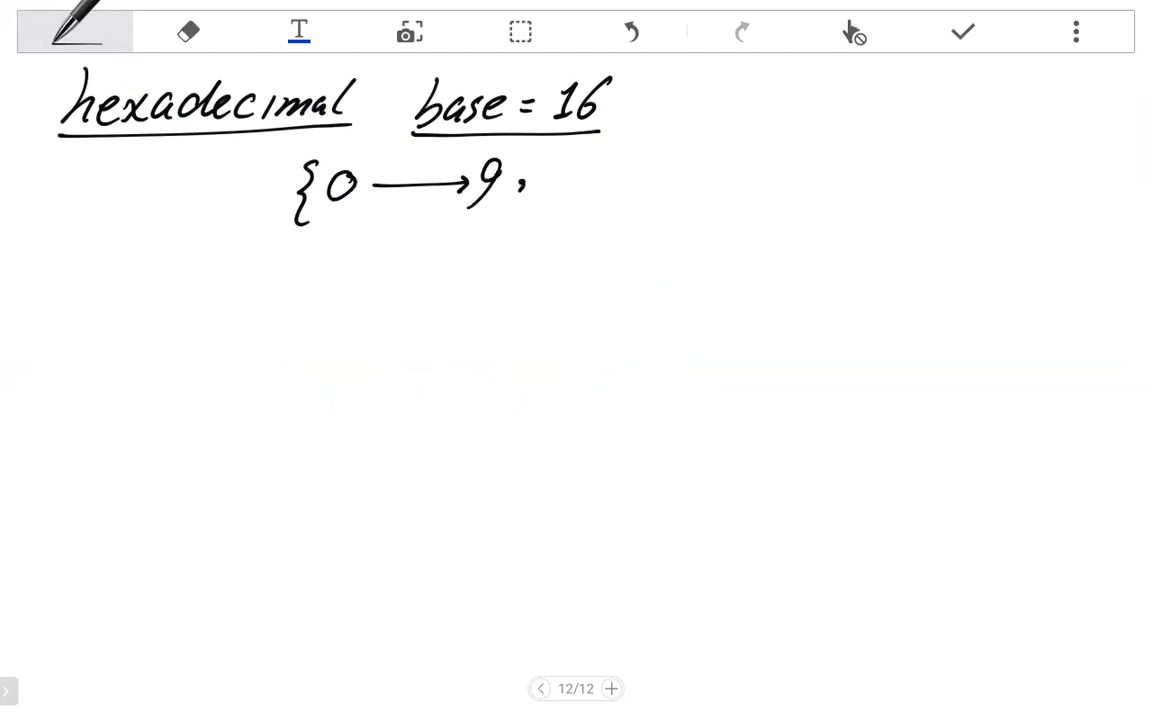 T
hexadecimal base = 16
{0 → 9,
12/12